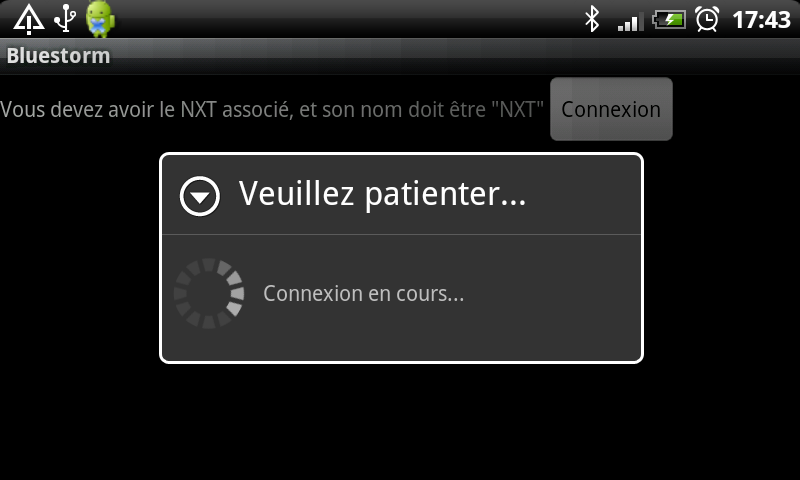 17:43
Bluestorm
Vous devez avoir le NXT associé, et son nom doit être "NXT" Connexion
Veuillez patienter...
Connexion en cours...